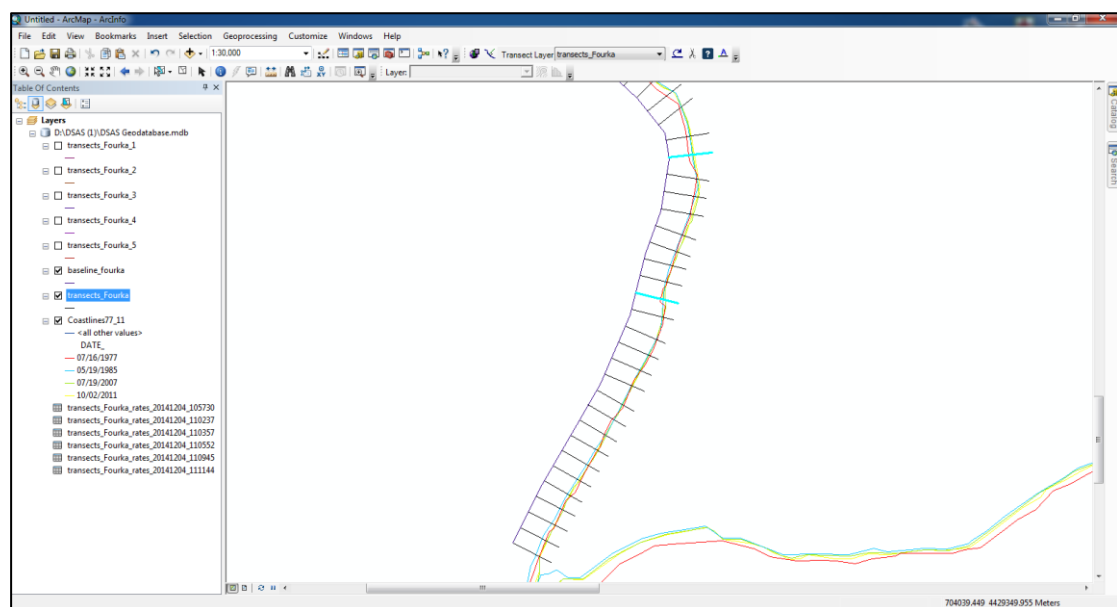 Untitled - ArcMap - ArcInfo
File Edit View Bookmarks Insert Selection Geoprocessing Customize Windows Help
1:30.000 Transect Layer transects_Fourka
Layer:
Table Of Contents
Layers
D:\DSAS (1)\DSAS Geodatabase.mdb
transects_Fourka_1
transects_Fourka_2
transects_Fourka_3
transects_Fourka_4
transects_Fourka_5
baseline_fourka
transects_Fourka
Coastlines77_11
<all other values>
DATE_
07/16/1977
05/19/1985
07/19/2007
10/02/2011
transects_Fourka_rates_20141204_105730
transects_Fourka_rates_20141204_110237
transects_Fourka_rates_20141204_110357
transects_Fourka_rates_20141204_110552
transects_Fourka_rates_20141204_110945
transects_Fourka_rates_20141204_111144
Catalog
Search
704039.449 4429349.955 Meters